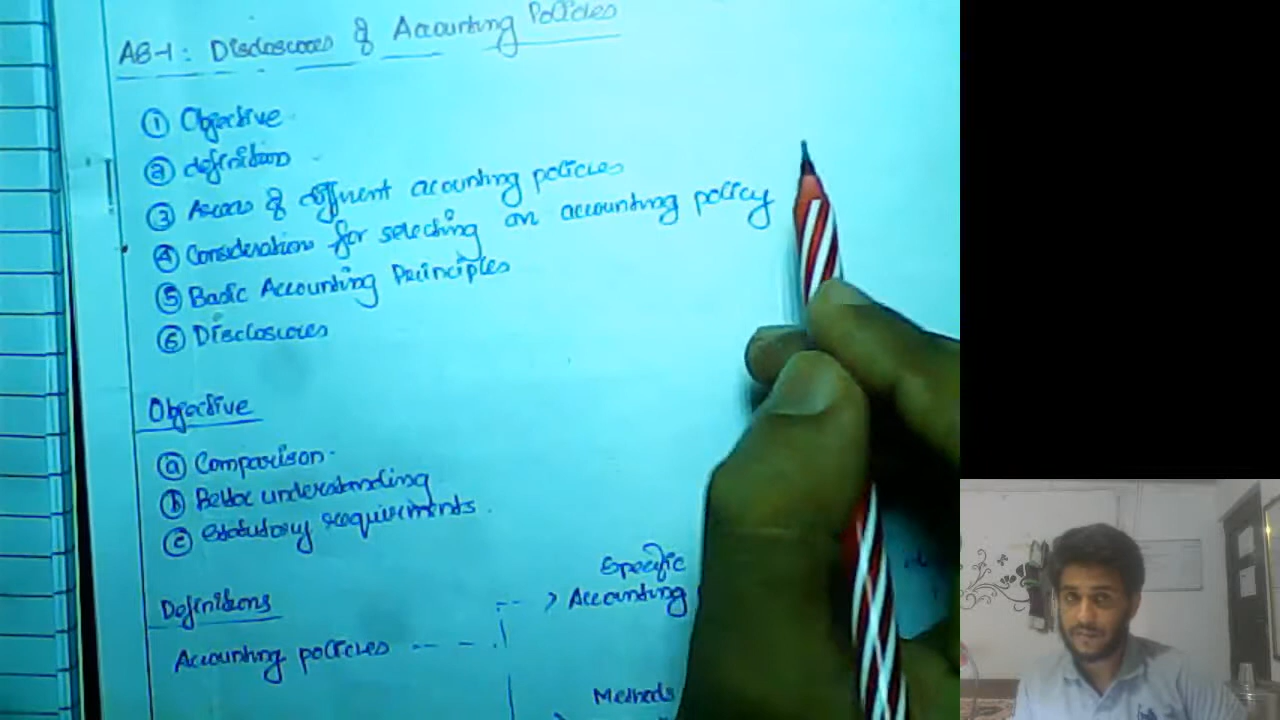 AS-1: Disclosures of Accounting Policies
① Objective
② definition
③ Areas of different acounting policies
④ Consideration for selecting an accounting policy
⑤ Basic Accounting Principles
⑥ Disclosures
Objective
ⓐ Comparison.
ⓑ Better understanding
ⓒ Statutory requirements.
Definitions
Specific
Accounting policies --- > Accounting
Methods